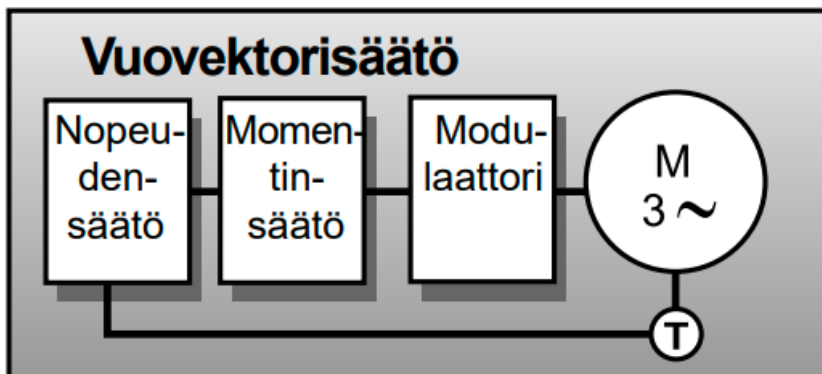 Vuovektorisäätö
Nopeu-
den-
säätö
Momen-
tin-
säätö
Modu-
laattori
M
3 ~
T